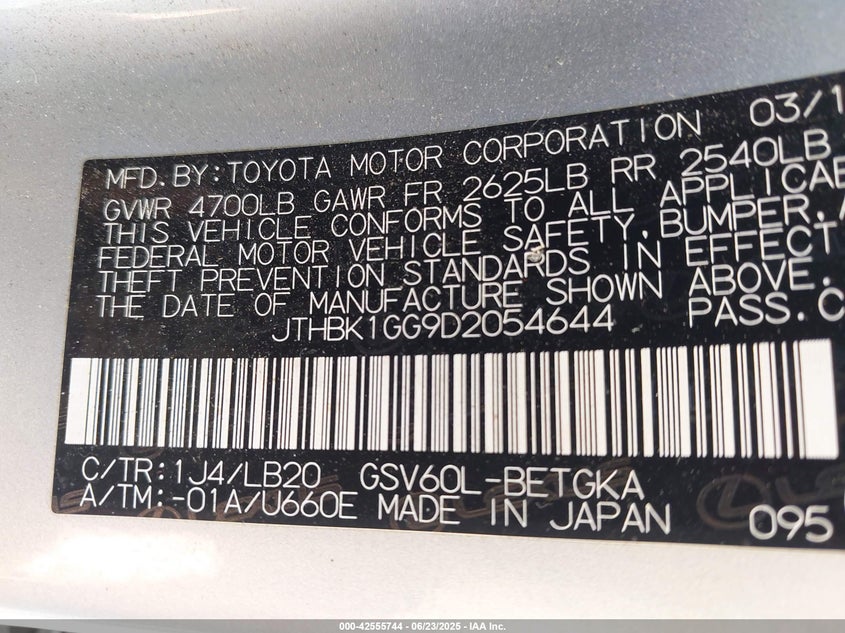 MFD. BY: TOYOTA MOTOR CORPORATION 03/1
GVWR 4700LB GAWR FR 2625LB RR 2540LB
THIS VEHICLE CONFORMS TO ALL APPLICAB
FEDERAL MOTOR VEHICLE SAFETY, BUMPER, A
THEFT PREVENTION STANDARDS IN EFFECT
THE DATE OF MANUFACTURE SHOWN ABOVE.
JTHBK1GG9D2054644 PASS. C
C/TR: 1J4/LB20 GSV60L-BETGKA
A/TM: -01A/U660E MADE IN JAPAN 095
LEXUS
000-42555744 - 06/23/2025 - IAA Inc.